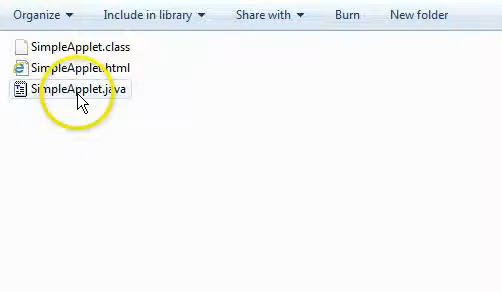 Organize Include in library Share with Burn New folder
SimpleApplet.class
SimpleApplet.html
SimpleApplet.java